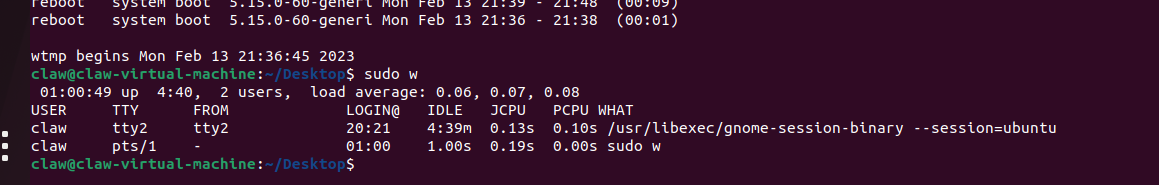 reboot   system boot  5.15.0-60-generi Mon Feb 13 21:39 - 21:48  (00:09)
reboot   system boot  5.15.0-60-generi Mon Feb 13 21:36 - 21:38  (00:01)
wtmp begins Mon Feb 13 21:36:45 2023
claw@claw-virtual-machine:~/Desktop$ sudo w
 01:00:49 up  4:40,  2 users,  load average: 0.06, 0.07, 0.08
USER     TTY      FROM             LOGIN@   IDLE   JCPU   PCPU WHAT
claw     tty2     tty2             20:21    4:39m  0.13s  0.10s /usr/libexec/gnome-session-binary --session=ubuntu
claw     pts/1    -                01:00    1.00s  0.19s  0.00s sudo w
claw@claw-virtual-machine:~/Desktop$